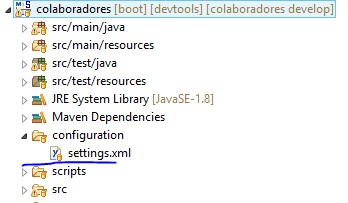 colaboradores [boot] [devtools] [colaboradores develop]
src/main/java
src/main/resources
src/test/java
src/test/resources
JRE System Library [JavaSE-1.8]
Maven Dependencies
configuration
settings.xml
scripts
src